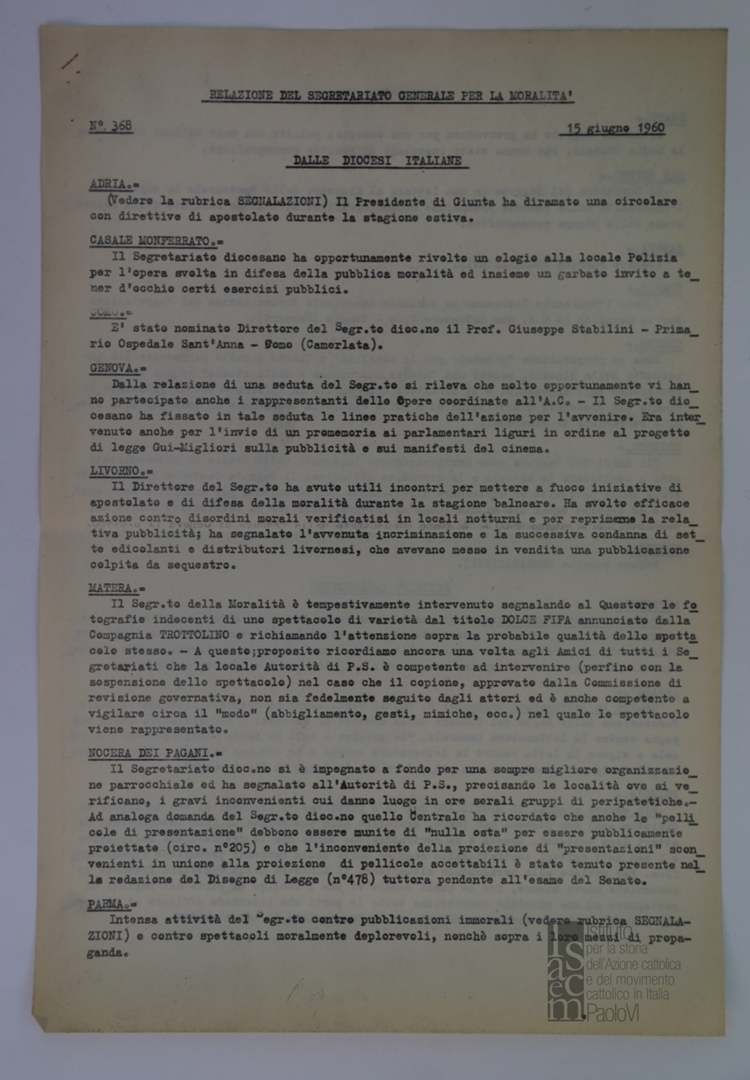 1.
RELAZIONE DEL SEGRETARIATO GENERALE PER LA MORALITA'
N° 368
15 giugno 1960
DALLE DIOCESI ITALIANE
ADRIA.=
(Vedere la rubrica SEGNALAZIONI) Il Presidente di Giunta ha diramato una circolare
con direttive di apostolato durante la stagione estiva.
CASALE MONFERRATO.=
Il Segretariato diocesano ha opportunamente rivolto un elogio alla locale Polizia
per l'opera svolta in difesa della pubblica moralità ed insieme un garbato invito a te_
ner d'occhio certi esercizi pubblici.
COMO.=
E' stato nominato Direttore del Segr.to dioc.no il Prof. Giuseppe Stabilini - Prima_
rio Ospedale Sant'Anna - Como (Camerlata).
GENOVA.=
Dalla relazione di una seduta del Segr.to si rileva che molto opportunamente vi han_
no partecipato anche i rappresentanti delle Opere coordinate all'A.C. - Il Segr.to dio_
cesano ha fissato in tale seduta le linee pratiche dell'azione per l'avvenire. Era inter_
venuto anche per l'invio di un promemoria ai parlamentari liguri in ordine al progetto
di legge Gui-Migliori sulla pubblicità e sui manifesti del cinema.
LIVORNO.=
Il Direttore del Segr.to ha avuto utili incontri per mettere a fuoco iniziative di
apostolato e di difesa della moralità durante la stagione balneare. Ha svolto efficace
azione contro disordini morali verificatisi in locali notturni e per reprimere la rela_
tiva pubblicità; ha segnalato l'avvenuta incriminazione e la successiva condanna di set_
te edicolanti e distributori livornesi, che avevano messo in vendita una pubblicazione
colpita da sequestro.
MATERA.=
Il Segr.to della Moralità è tempestivamente intervenuto segnalando al Questore le fo_
tografie indecenti di uno spettacolo di varietà dal titolo DOLCE FIFA annunciato dalla
Compagnia TROTTOLINO e richiamando l'attenzione sopra la probabile qualità dello spetta_
colo stesso. - A questo;proposito ricordiamo ancora una volta agli Amici di tutti i Se_
gretariati che la locale Autorità di P.S. è competente ad intervenire (perfino con la
sospensione dello spettacolo) nel caso che il copione, approvato dalla Commissione di
revisione governativa, non sia fedelmente seguito dagli attori ed è anche competente a
vigilare circa il "modo" (abbigliamento, gesti, mimiche, ecc.) nel quale lo spettacolo
viene rappresentato.
NOCERA DEI PAGANI.=
Il Segretariato dioc.no si è impegnato a fondo per una sempre migliore organizzazio_
ne parrocchiale ed ha segnalato all'Autorità di P.S., precisando le località ove si ve_
rificano, i gravi inconvenienti cui danno luogo in ore serali gruppi di peripatetiche.-
Ad analoga domanda del Segr.to dioc.no quello Centrale ha ricordato che anche le "pelli_
cole di presentazione" debbono essere munite di "nulla osta" per essere pubblicamente
proiettate (circ. n°205) e che l'inconveniente della proiezione di "presentazioni" scon_
venienti in unione alla proiezione di pellicole accettabili è stato tenuto presente nel_
la redazione del Disegno di Legge (n°478) tuttora pendente all'esame del Senato.
PARMA.=
Intensa attività del Segr.to contro pubblicazioni immorali (vedere rubrica SEGNALA-
ZIONI) e contro spettacoli moralmente deplorevoli, nonchè sopra i loro mezzi di propa-
ganda.
Isacem
Istituto
per la storia
dell'Azione cattolica
e del movimento
cattolico in Italia
PaoloVI